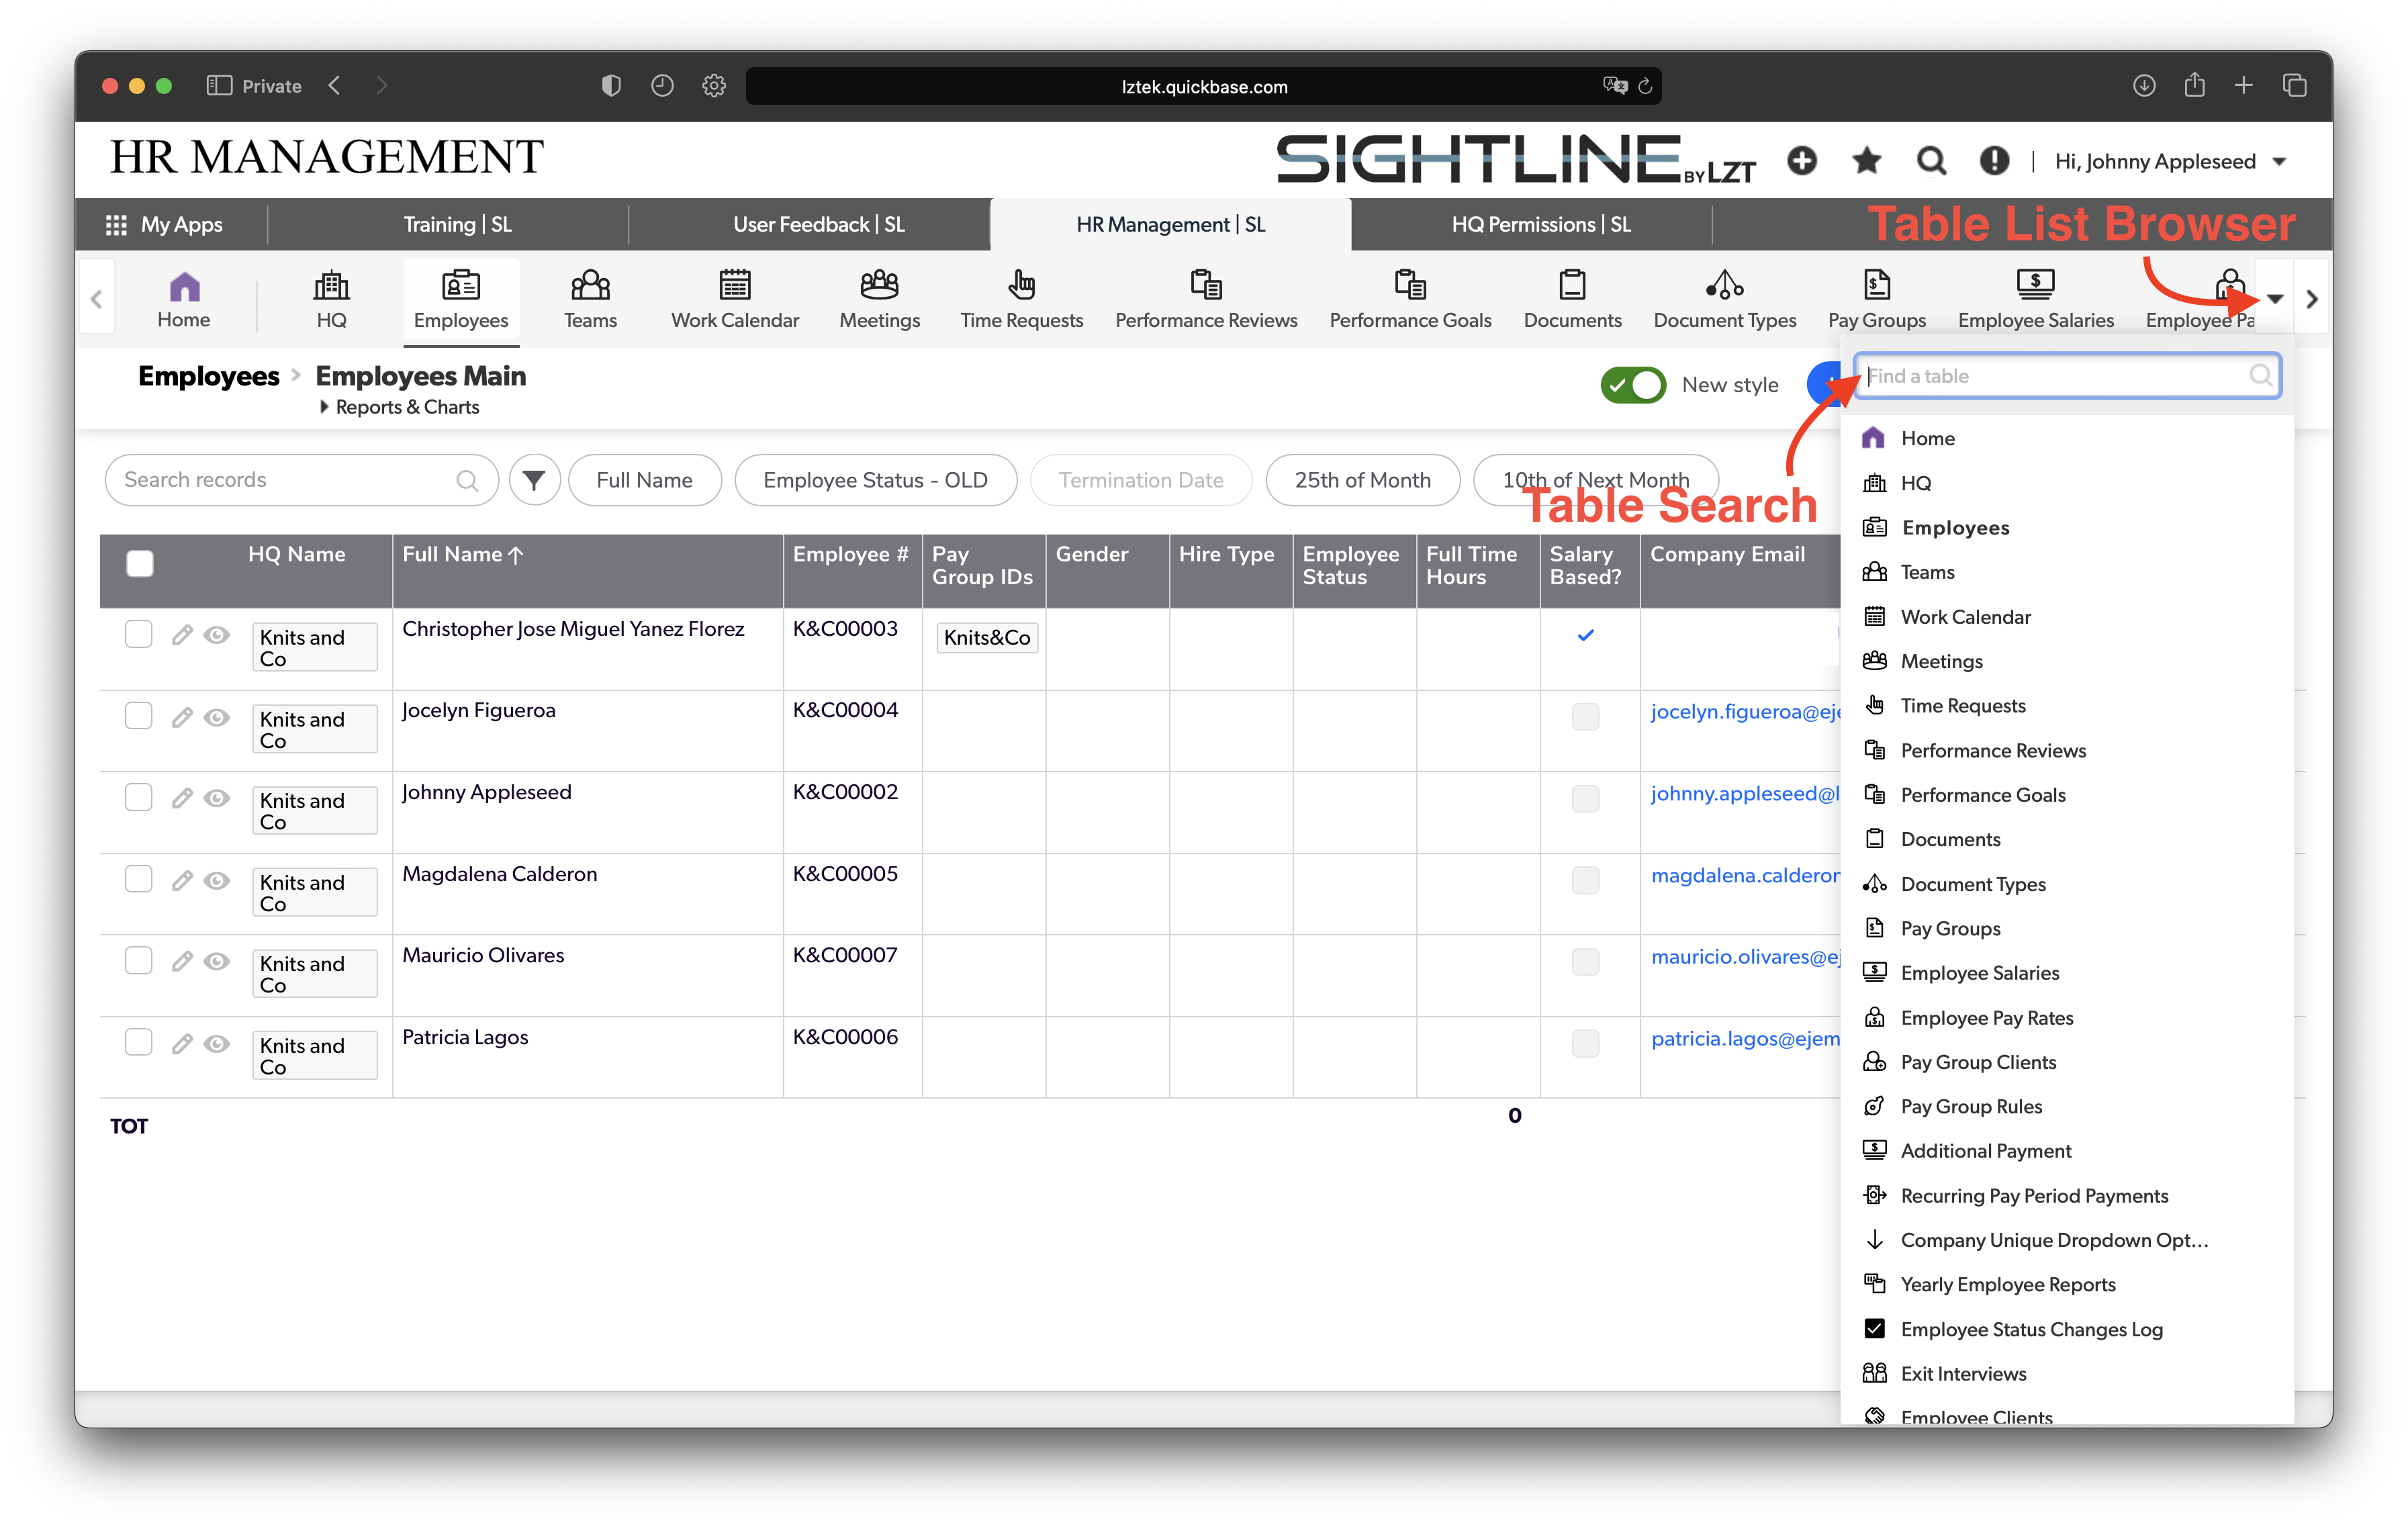 Private
lztek.quickbase.com
HR MANAGEMENT
SIGHTLINE BY LZT
Hi, Johnny Appleseed
My Apps
Training | SL
User Feedback | SL
HR Management | SL
HQ Permissions | SL
Table List Browser
Home
HQ
Employees
Teams
Work Calendar
Meetings
Time Requests
Performance Reviews
Performance Goals
Documents
Document Types
Pay Groups
Employee Salaries
Employee Pa
Employees > Employees Main
Reports & Charts
New style
Find a table
Search records
Full Name
Employee Status - OLD
Termination Date
25th of Month
10th of Next Month
Table Search
HQ Name
Full Name
Employee #
Pay Group IDs
Gender
Hire Type
Employee Status
Full Time Hours
Salary Based?
Company Email
Knits and Co
Christopher Jose Miguel Yanez Florez
K&C00003
Knits&Co
Knits and Co
Jocelyn Figueroa
K&C00004
jocelyn.figueroa@eje
Knits and Co
Johnny Appleseed
K&C00002
johnny.appleseed@l
Knits and Co
Magdalena Calderon
K&C00005
magdalena.calderon
Knits and Co
Mauricio Olivares
K&C00007
mauricio.olivares@ej
Knits and Co
Patricia Lagos
K&C00006
patricia.lagos@ejem
TOT
0
Home
HQ
Employees
Teams
Work Calendar
Meetings
Time Requests
Performance Reviews
Performance Goals
Documents
Document Types
Pay Groups
Employee Salaries
Employee Pay Rates
Pay Group Clients
Pay Group Rules
Additional Payment
Recurring Pay Period Payments
Company Unique Dropdown Opt...
Yearly Employee Reports
Employee Status Changes Log
Exit Interviews
Employee Clients